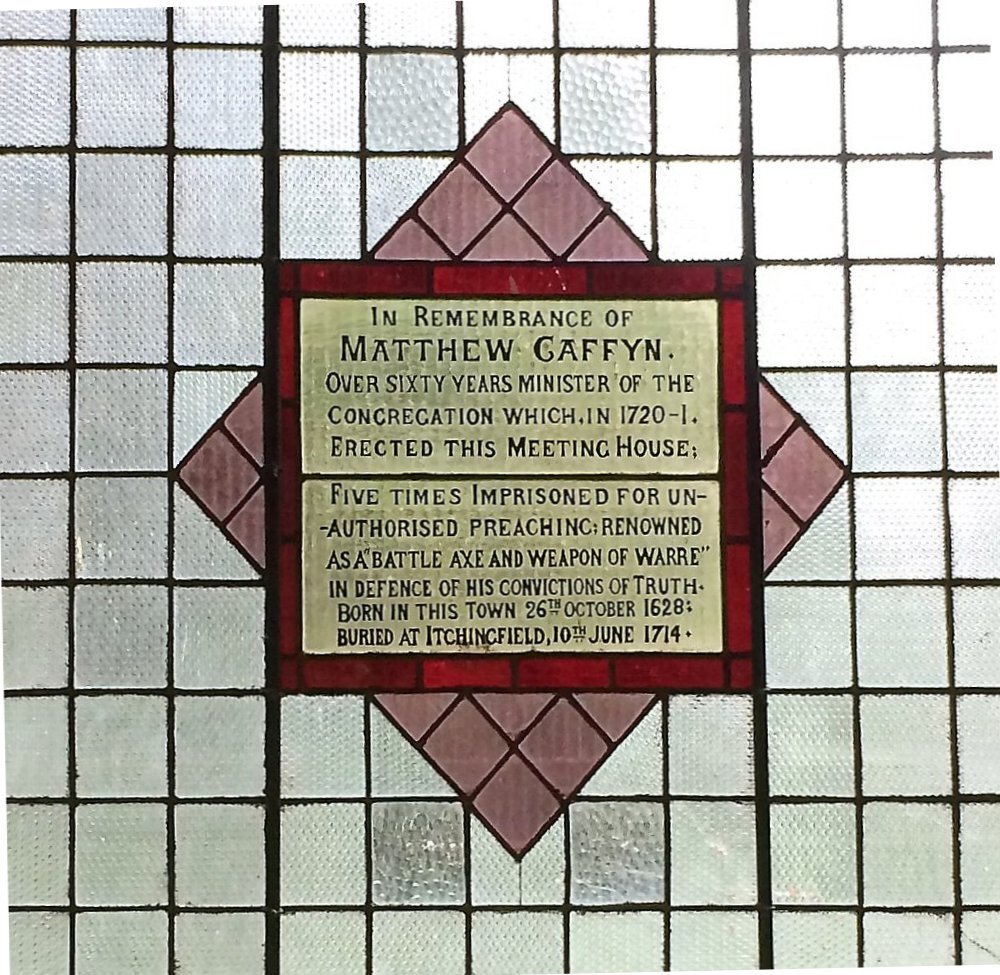 In Remembrance of
Matthew Caffyn.
Over sixty years minister of the
Congregation which, in 1720-1.
Erected this Meeting House;
Five times Imprisoned for un-
-authorised preaching; renowned
as a "Battle axe and weapon of warre"
in defence of his convictions of Truth.
Born in this Town 26TH October 1628;
Buried at Itchingfield, 10TH June 1714.